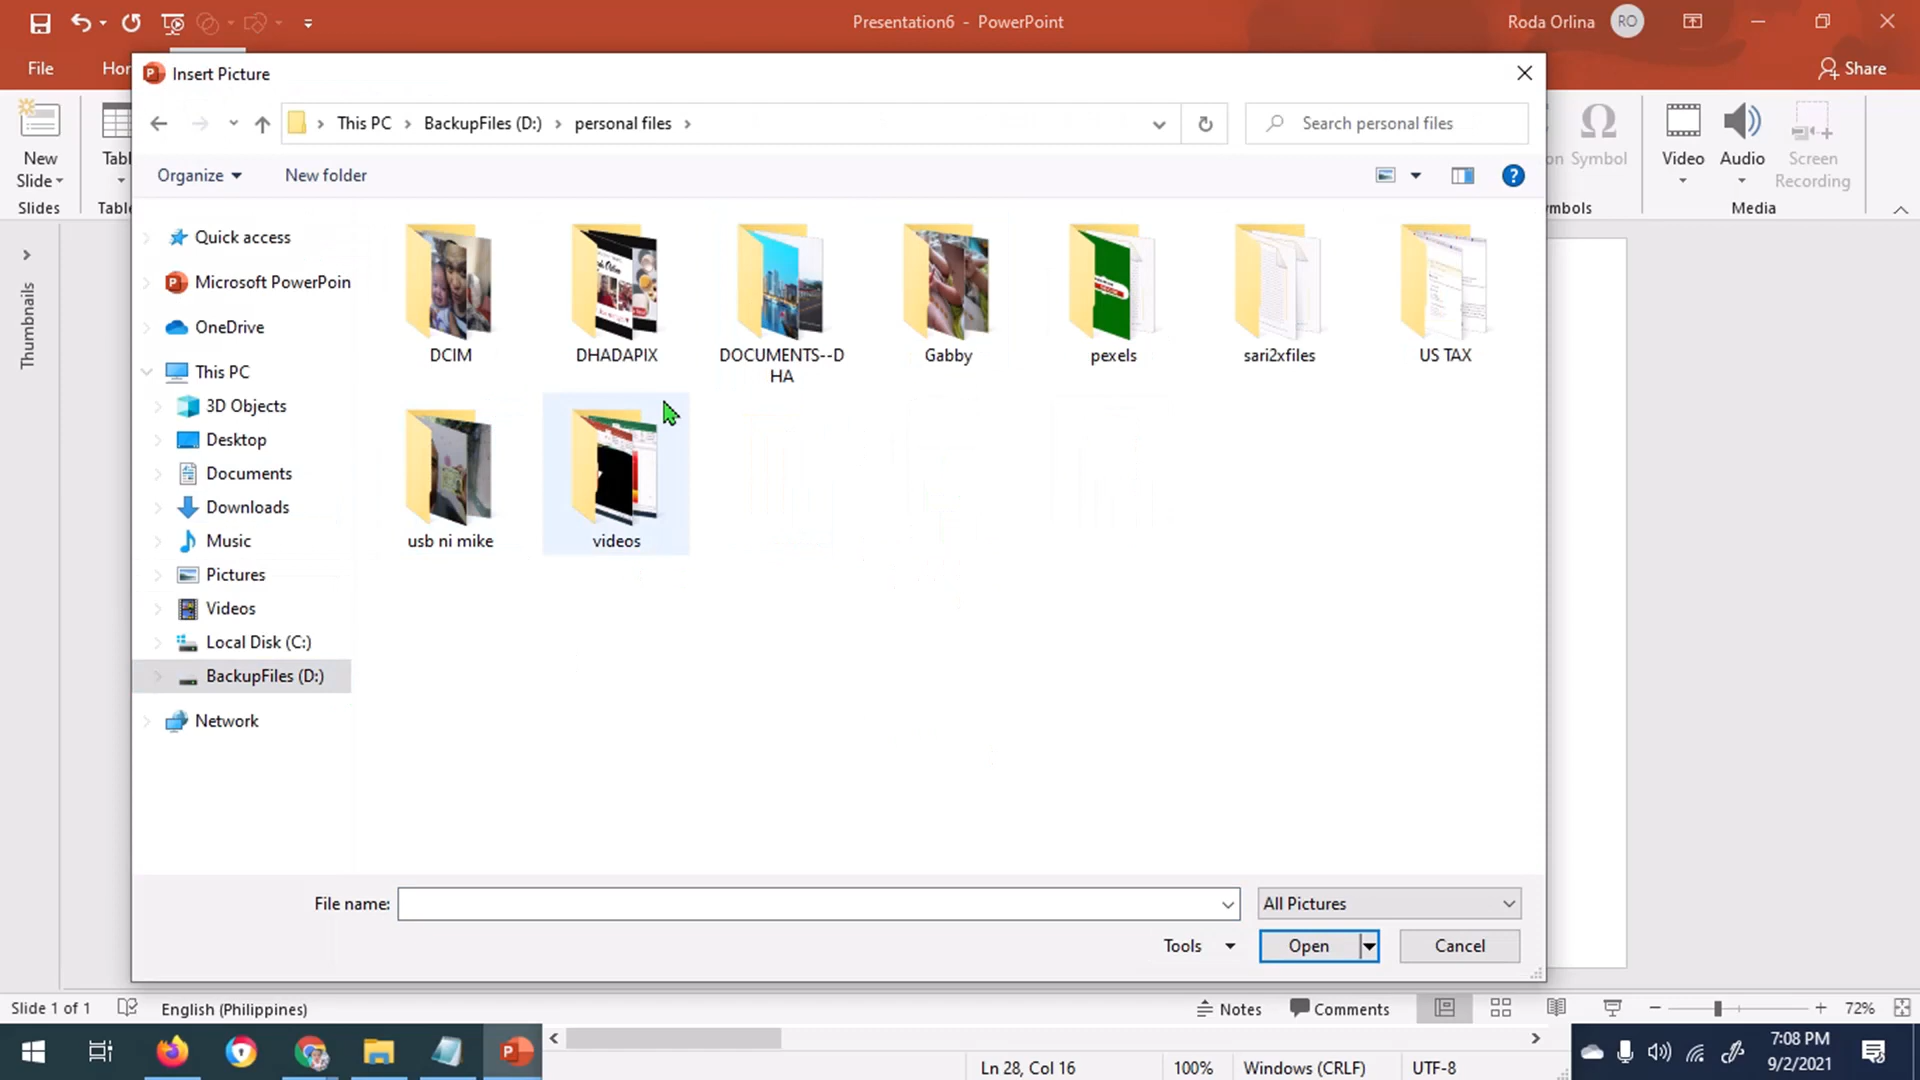 Presentation6 - PowerPoint
Roda Orlina
RO
File
Hor
Share
Insert Picture
This PC
BackupFiles (D:)
personal files
Search personal files
New
Slide
Slides
Tabl
Table
on
Symbol
mbols
Video
Audio
Screen
Recording
Media
Organize
New folder
Thumbnails
Quick access
Microsoft PowerPoin
OneDrive
This PC
3D Objects
Desktop
Documents
Downloads
Music
Pictures
Videos
Local Disk (C:)
BackupFiles (D:)
Network
DCIM
DHADAPIX
DOCUMENTS--D
HA
Gabby
pexels
sari2xfiles
US TAX
usb ni mike
videos
File name:
All Pictures
Tools
Open
Cancel
Slide 1 of 1
English (Philippines)
Notes
Comments
72%
Ln 28, Col 16
100%
Windows (CRLF)
UTF-8
7:08 PM
9/2/2021